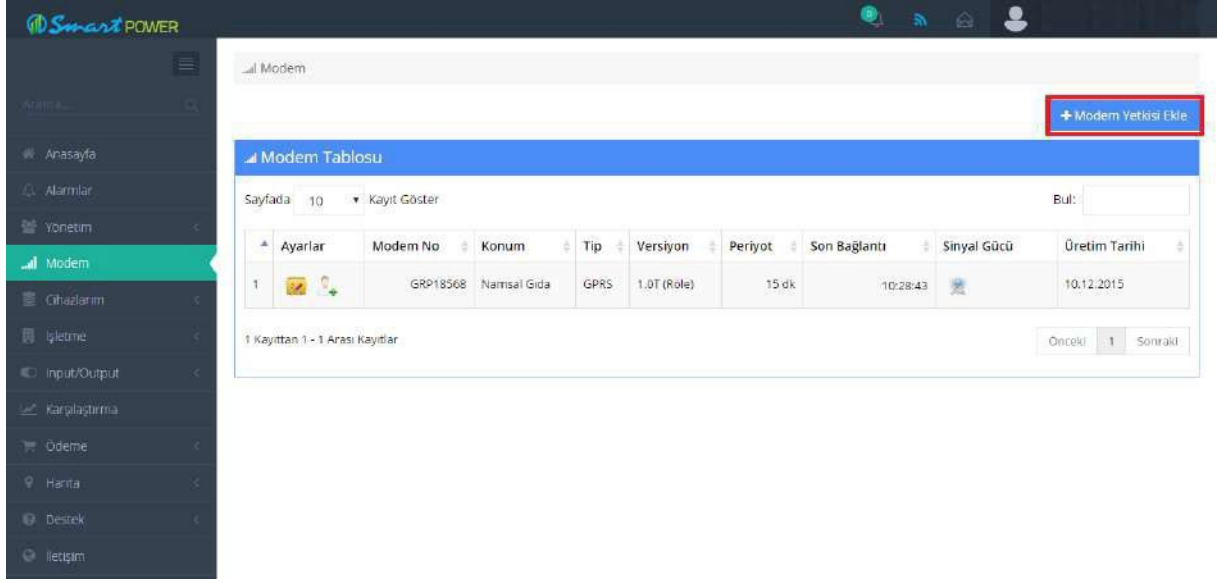 Smart POWER
0
Modem
Arama...
+ Modem Yetkisi Ekle
Anasayfa
Modem Tablosu
Alarmlar
Sayfada 10 Kayıt Göster Bul:
Yönetim
Ayarlar Modem No Konum Tip Versiyon Periyot Son Bağlantı Sinyal Gücü Üretim Tarihi
Modem
1 GRP18568 Namsal Gıda GPRS 1.0T (Röle) 15 dk 10:28:43 10.12.2015
Cihazlarım
İşletme
1 Kayıttan 1 - 1 Arası Kayıtlar Önceki 1 Sonraki
Input/Output
Karşılaştırma
Ödeme
Harita
Destek
İletişim